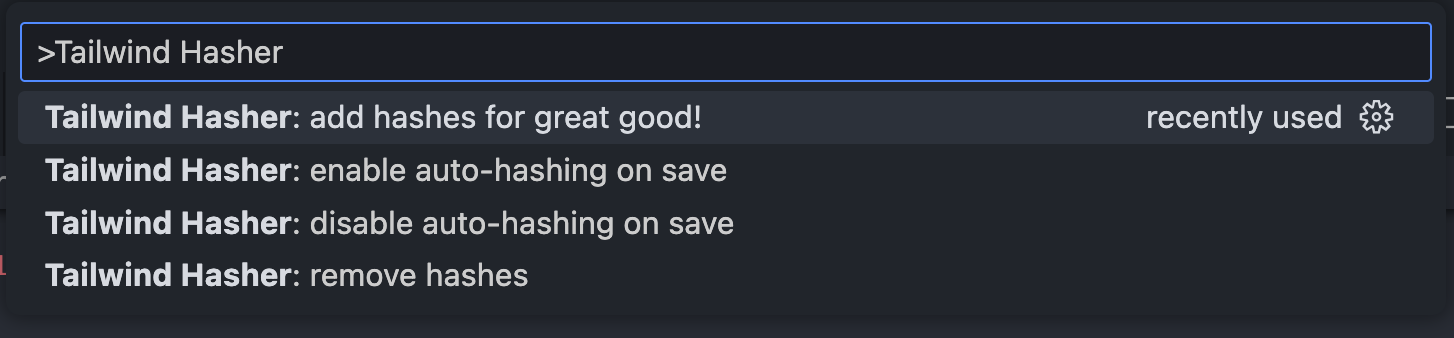 >Tailwind Hasher
Tailwind Hasher: add hashes for great good! recently used
Tailwind Hasher: enable auto-hashing on save
Tailwind Hasher: disable auto-hashing on save
Tailwind Hasher: remove hashes